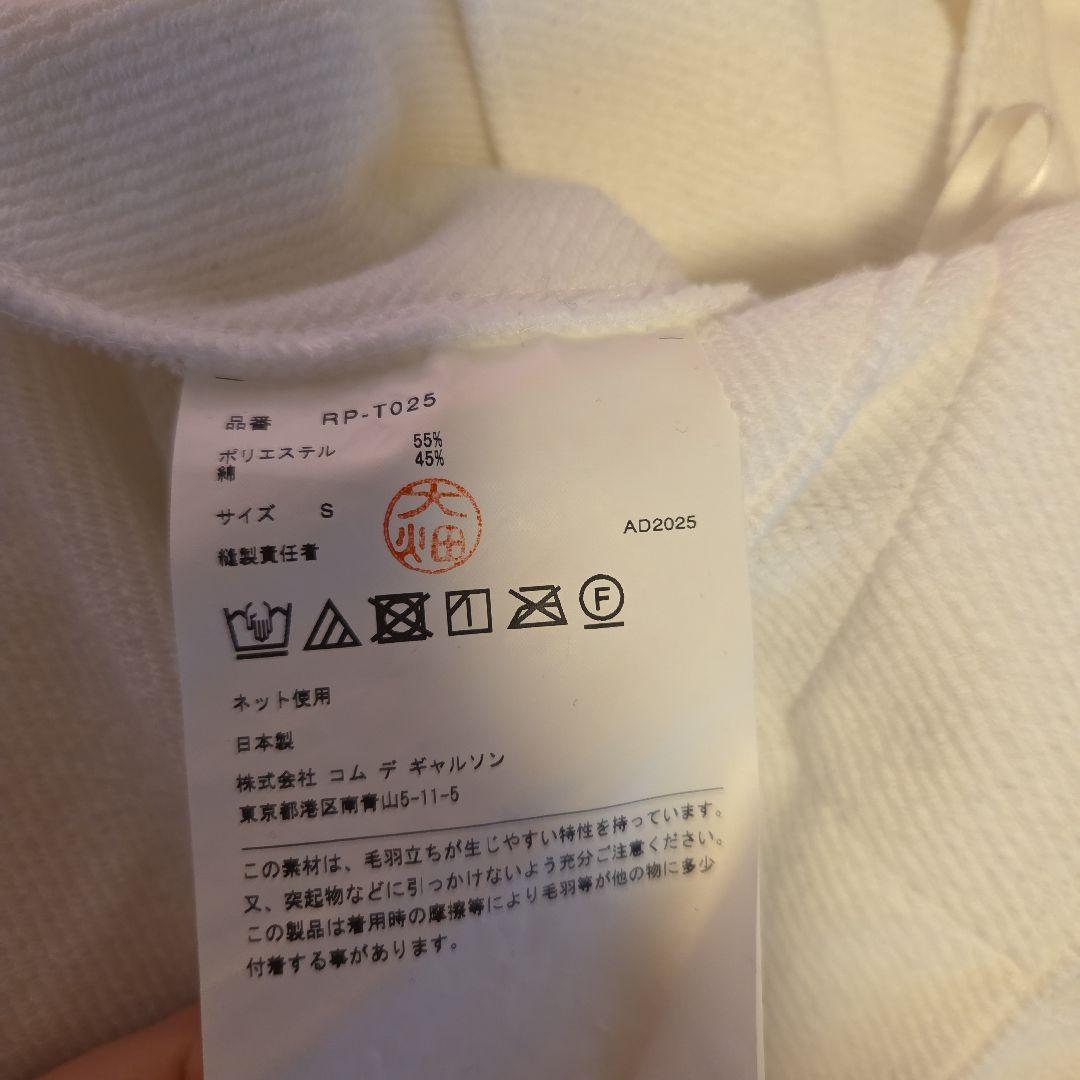 品番 RP-T025
ポリエステル 55%
綿 45%
サイズ S
大畑
AD2025
縫製責任者
F
ネット使用
日本製
株式会社 コム デ ギャルソン
東京都港区南青山5-11-5
この素材は、毛羽立ちが生じやすい特性を持っています。
又、突起物などに引っかけないよう充分ご注意ください。
この製品は着用時の摩擦等により毛羽等が他の物に多少
付着する事があります。